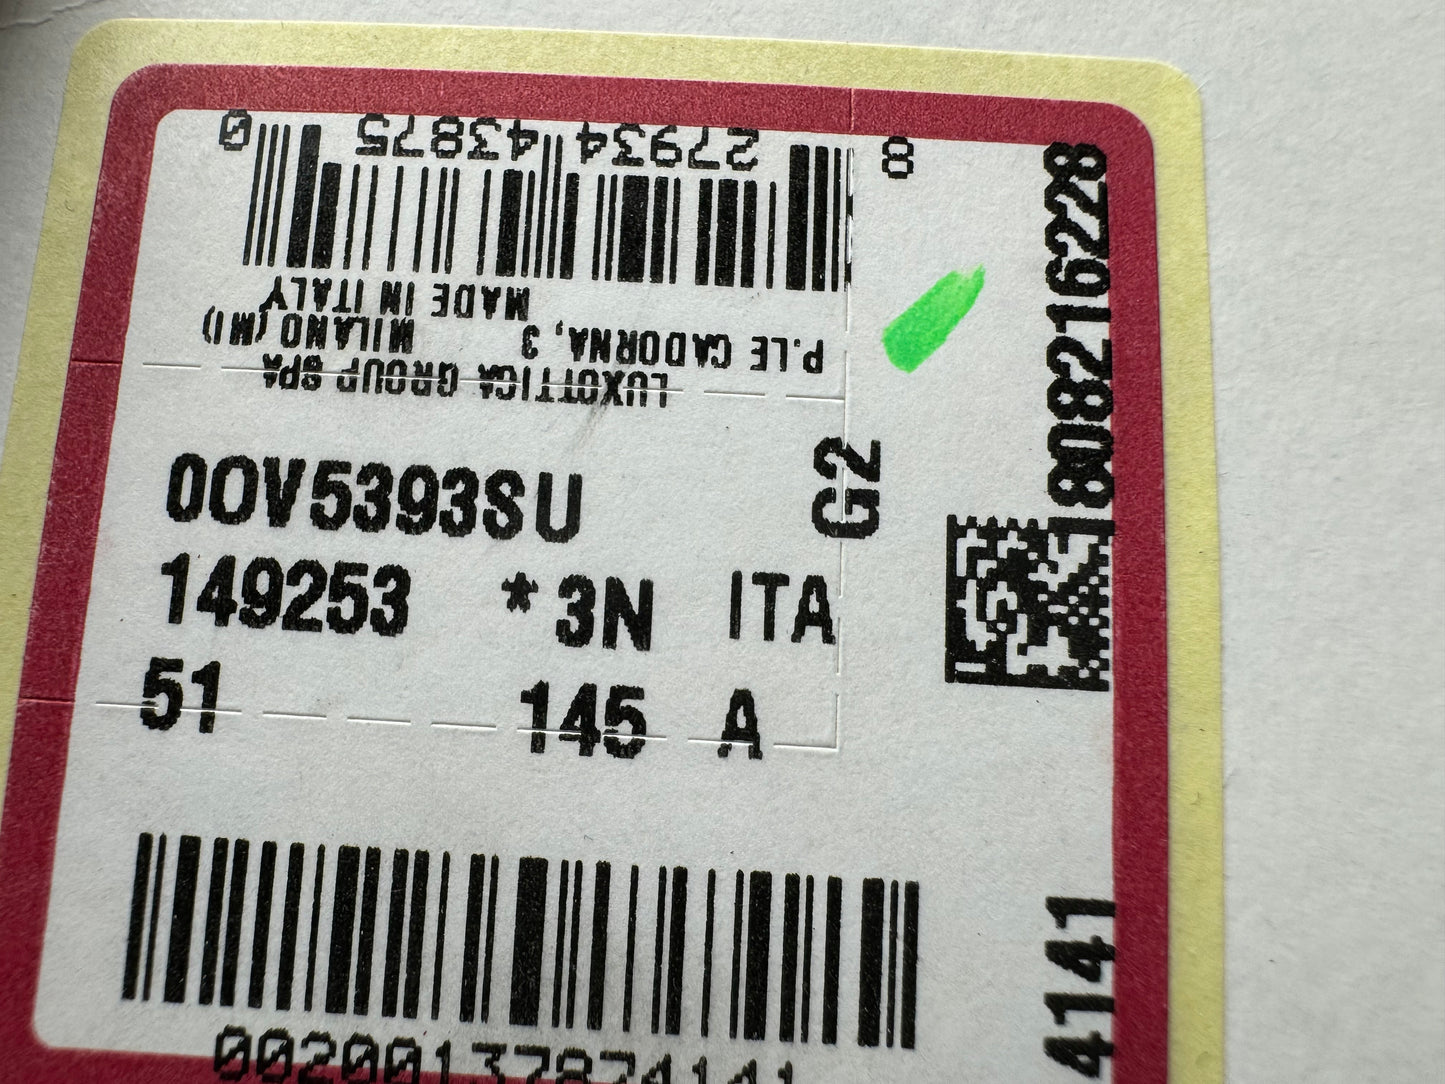 8 27934 43875 0
LUXOTTICA GROUP SPA
P.LE CADORNA, 3 MILANO (MI)
MADE IN ITALY
0OV5393SU
G2
149253 *3N ITA
51 145 A
808216228
4141
00200137874141